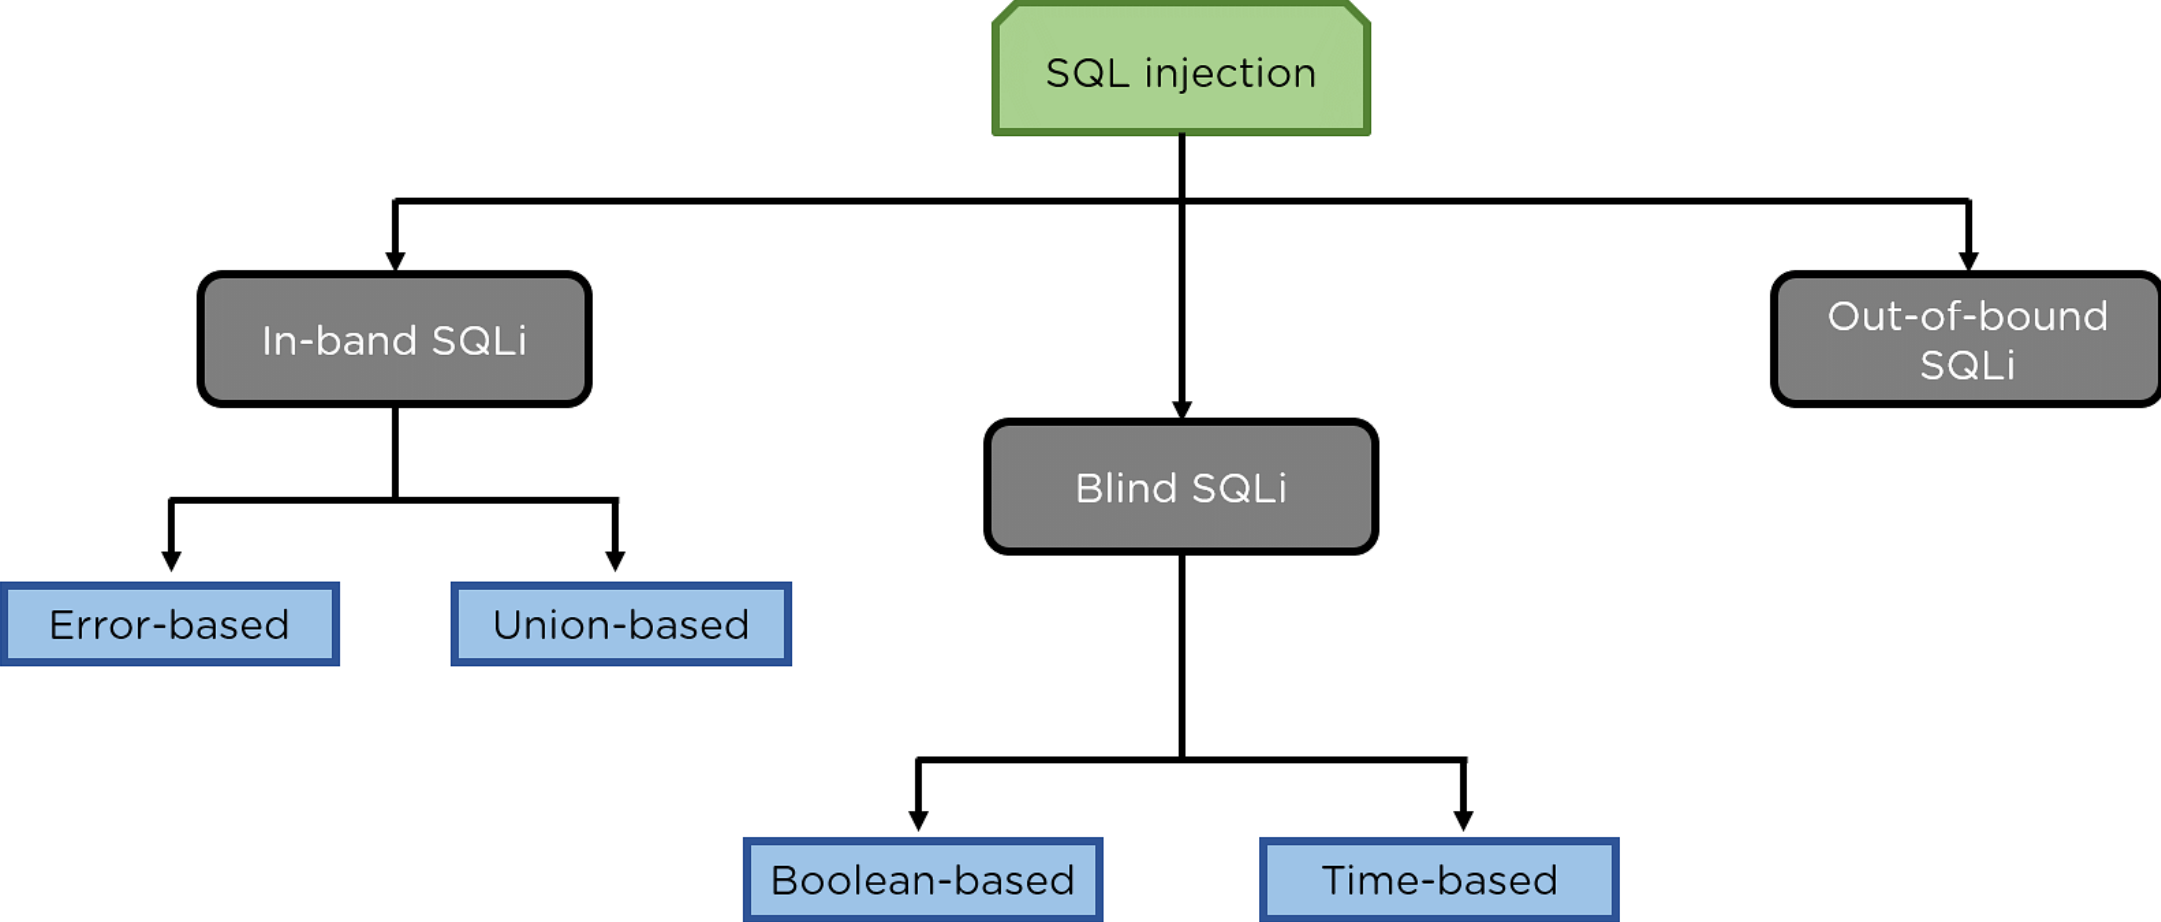 SQL injection
In-band SQLi
Out-of-bound
SQLi
Blind SQLi
Error-based
Union-based
Boolean-based
Time-based